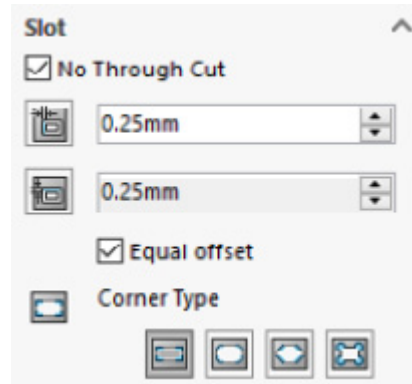 Slot
No Through Cut
0.25mm
0.25mm
Equal offset
Corner Type